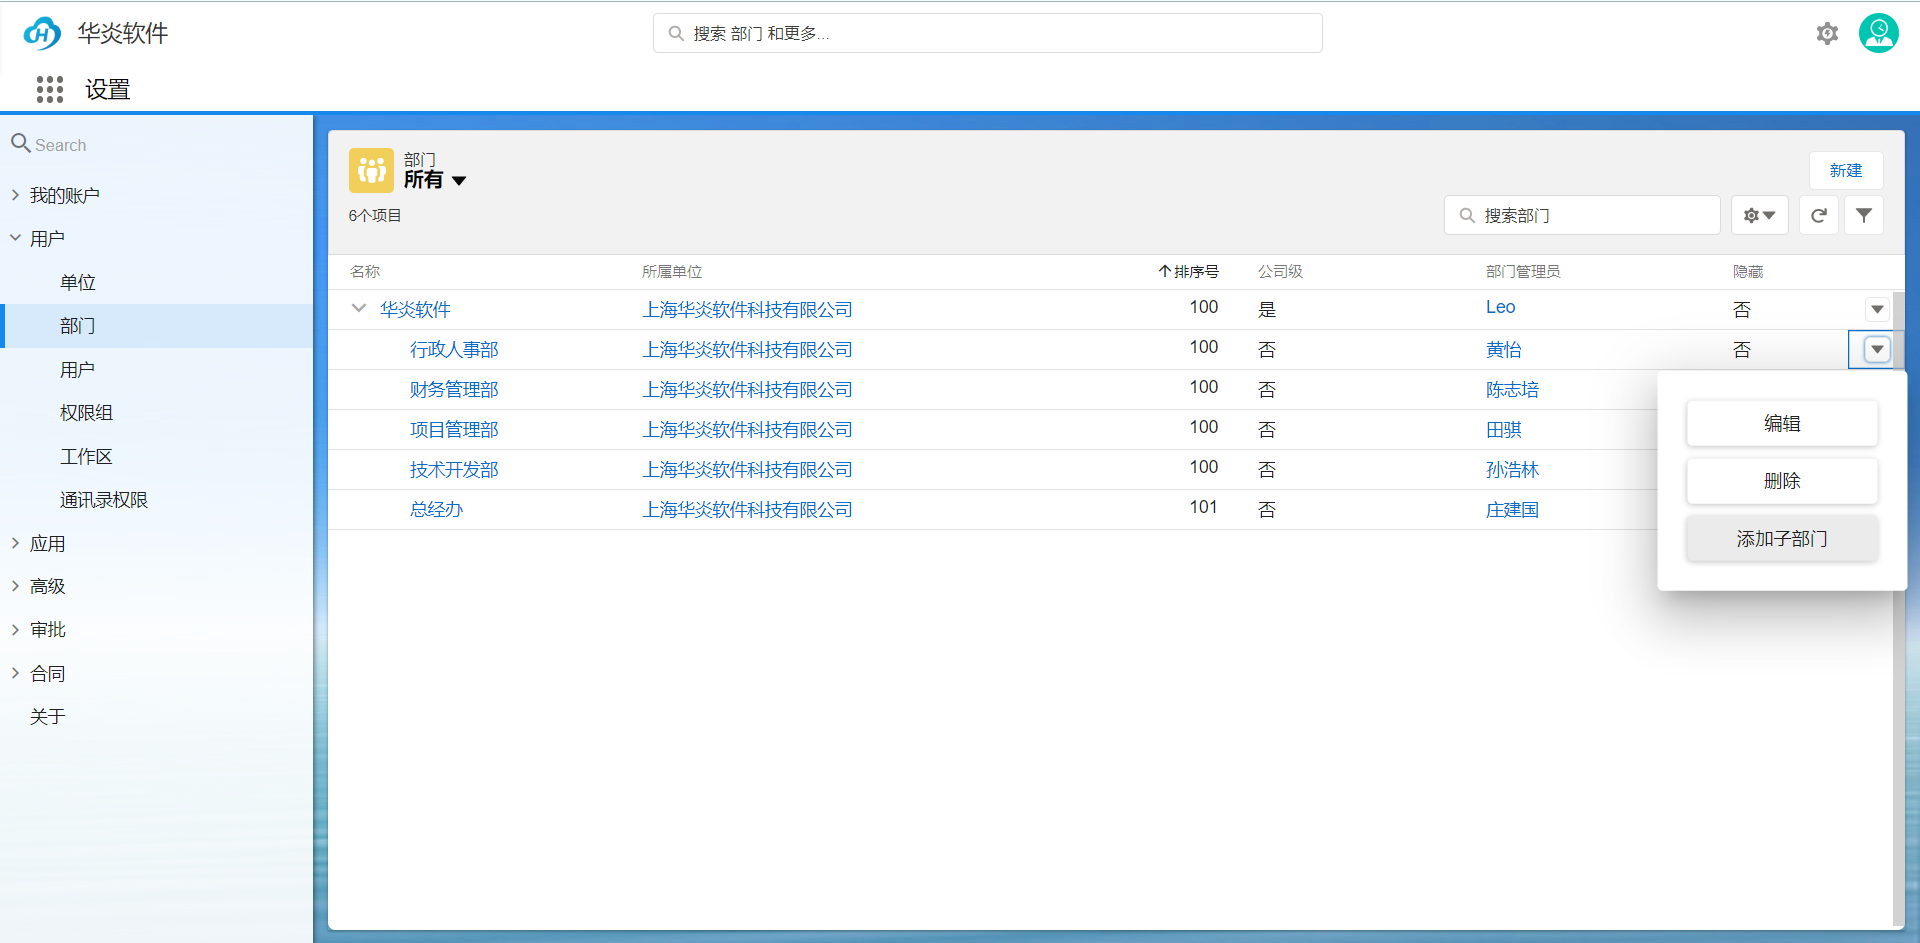 华炎软件
搜索 部门 和更多...
设置
Search
我的账户
用户
单位
部门
用户
权限组
工作区
通讯录权限
应用
高级
审批
合同
关于
部门
所有
6个项目
新建
搜索部门
名称 所属单位 排序号 公司级 部门管理员 隐藏
华炎软件 上海华炎软件科技有限公司 100 是 Leo 否
行政人事部 上海华炎软件科技有限公司 100 否 黄怡 否
财务管理部 上海华炎软件科技有限公司 100 否 陈志培
项目管理部 上海华炎软件科技有限公司 100 否 田骐
技术开发部 上海华炎软件科技有限公司 100 否 孙浩林
总经办 上海华炎软件科技有限公司 101 否 庄建国
编辑
删除
添加子部门